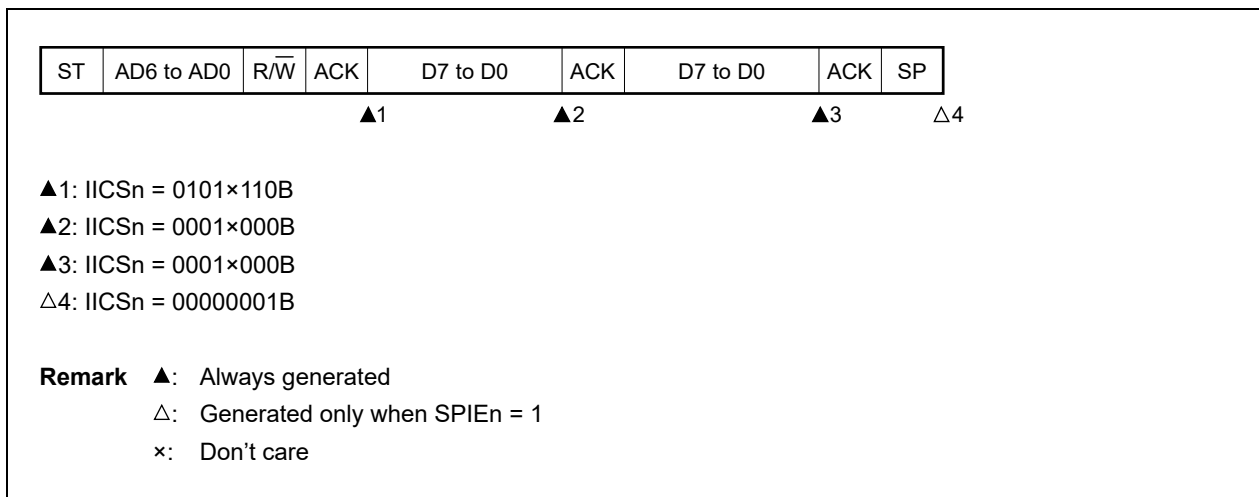 ST AD6 to AD0 R/W̅ ACK D7 to D0 ACK D7 to D0 ACK SP
▲1 ▲2 ▲3 △4
▲1: IICSn = 0101×110B
▲2: IICSn = 0001×000B
▲3: IICSn = 0001×000B
△4: IICSn = 00000001B
Remark ▲: Always generated
△: Generated only when SPIEn = 1
×: Don’t care